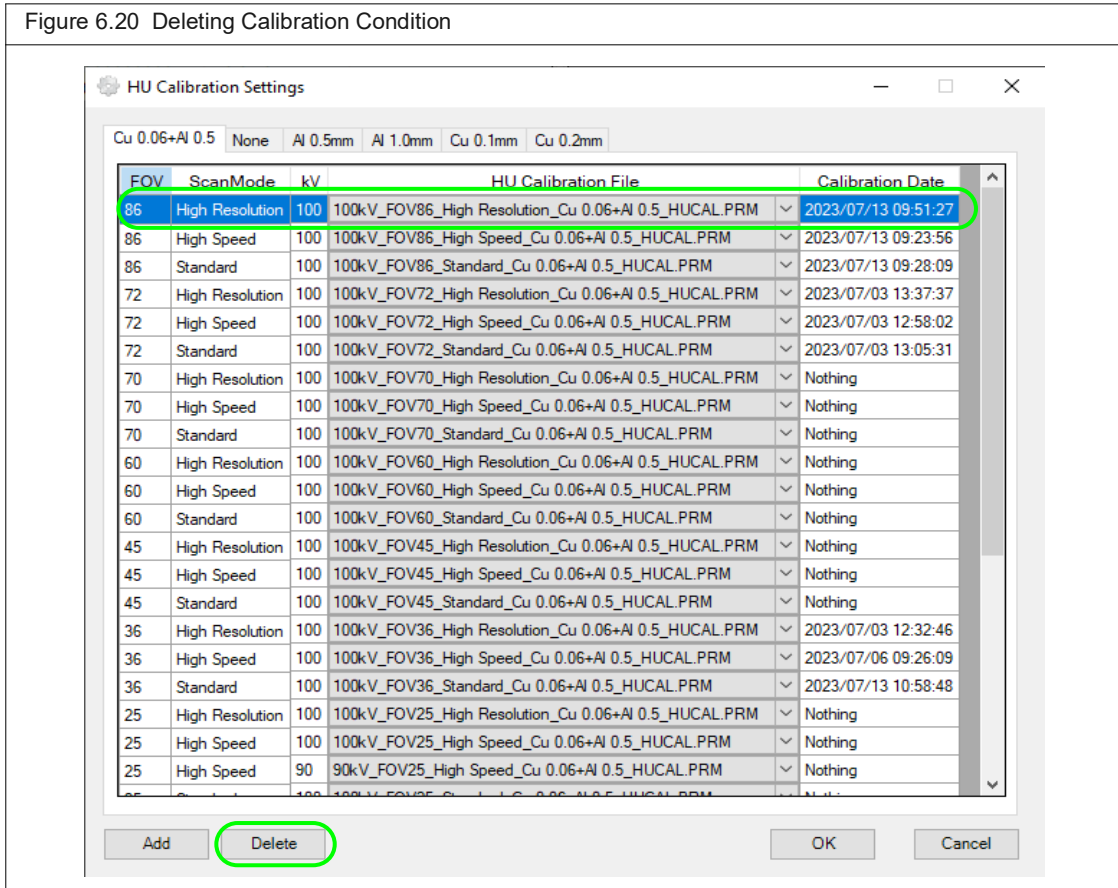 Figure 6.20 Deleting Calibration Condition
HU Calibration Settings
Cu 0.06+Al 0.5 None Al 0.5mm Al 1.0mm Cu 0.1mm Cu 0.2mm
FOV ScanMode kV HU Calibration File Calibration Date
86 High Resolution 100 100kV_FOV86_High Resolution_Cu 0.06+Al 0.5_HUCAL.PRM 2023/07/13 09:51:27
86 High Speed 100 100kV_FOV86_High Speed_Cu 0.06+Al 0.5_HUCAL.PRM 2023/07/13 09:23:56
86 Standard 100 100kV_FOV86_Standard_Cu 0.06+Al 0.5_HUCAL.PRM 2023/07/13 09:28:09
72 High Resolution 100 100kV_FOV72_High Resolution_Cu 0.06+Al 0.5_HUCAL.PRM 2023/07/03 13:37:37
72 High Speed 100 100kV_FOV72_High Speed_Cu 0.06+Al 0.5_HUCAL.PRM 2023/07/03 12:58:02
72 Standard 100 100kV_FOV72_Standard_Cu 0.06+Al 0.5_HUCAL.PRM 2023/07/03 13:05:31
70 High Resolution 100 100kV_FOV70_High Resolution_Cu 0.06+Al 0.5_HUCAL.PRM Nothing
70 High Speed 100 100kV_FOV70_High Speed_Cu 0.06+Al 0.5_HUCAL.PRM Nothing
70 Standard 100 100kV_FOV70_Standard_Cu 0.06+Al 0.5_HUCAL.PRM Nothing
60 High Resolution 100 100kV_FOV60_High Resolution_Cu 0.06+Al 0.5_HUCAL.PRM Nothing
60 High Speed 100 100kV_FOV60_High Speed_Cu 0.06+Al 0.5_HUCAL.PRM Nothing
60 Standard 100 100kV_FOV60_Standard_Cu 0.06+Al 0.5_HUCAL.PRM Nothing
45 High Resolution 100 100kV_FOV45_High Resolution_Cu 0.06+Al 0.5_HUCAL.PRM Nothing
45 High Speed 100 100kV_FOV45_High Speed_Cu 0.06+Al 0.5_HUCAL.PRM Nothing
45 Standard 100 100kV_FOV45_Standard_Cu 0.06+Al 0.5_HUCAL.PRM Nothing
36 High Resolution 100 100kV_FOV36_High Resolution_Cu 0.06+Al 0.5_HUCAL.PRM 2023/07/03 12:32:46
36 High Speed 100 100kV_FOV36_High Speed_Cu 0.06+Al 0.5_HUCAL.PRM 2023/07/06 09:26:09
36 Standard 100 100kV_FOV36_Standard_Cu 0.06+Al 0.5_HUCAL.PRM 2023/07/13 10:58:48
25 High Resolution 100 100kV_FOV25_High Resolution_Cu 0.06+Al 0.5_HUCAL.PRM Nothing
25 High Speed 100 100kV_FOV25_High Speed_Cu 0.06+Al 0.5_HUCAL.PRM Nothing
25 High Speed 90 90kV_FOV25_High Speed_Cu 0.06+Al 0.5_HUCAL.PRM Nothing
Add Delete OK Cancel